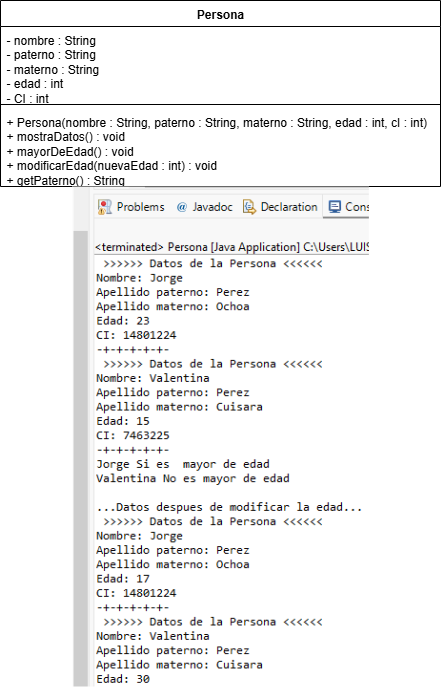 Persona
- nombre : String
- paterno : String
- materno : String
- edad : int
- CI : int
+ Persona(nombre : String, paterno : String, materno : String, edad : int, cI : int)
+ mostraDatos() : void
+ mayorDeEdad() : void
+ modificarEdad(nuevaEdad : int) : void
+ getPaterno() : String
Problems @ Javadoc Declaration Cons
<terminated> Persona [Java Application] C:\Users\LUIS
>>>>>> Datos de la Persona <<<<<<
Nombre: Jorge
Apellido paterno: Perez
Apellido materno: Ochoa
Edad: 23
CI: 14801224
-+-+-+-+-+-
>>>>>> Datos de la Persona <<<<<<
Nombre: Valentina
Apellido paterno: Perez
Apellido materno: Cuisara
Edad: 15
CI: 7463225
-+-+-+-+-+-
Jorge Si es  mayor de edad
Valentina No es mayor de edad
...Datos despues de modificar la edad...
>>>>>> Datos de la Persona <<<<<<
Nombre: Jorge
Apellido paterno: Perez
Apellido materno: Ochoa
Edad: 17
CI: 14801224
-+-+-+-+-+-
>>>>>> Datos de la Persona <<<<<<
Nombre: Valentina
Apellido paterno: Perez
Apellido materno: Cuisara
Edad: 30